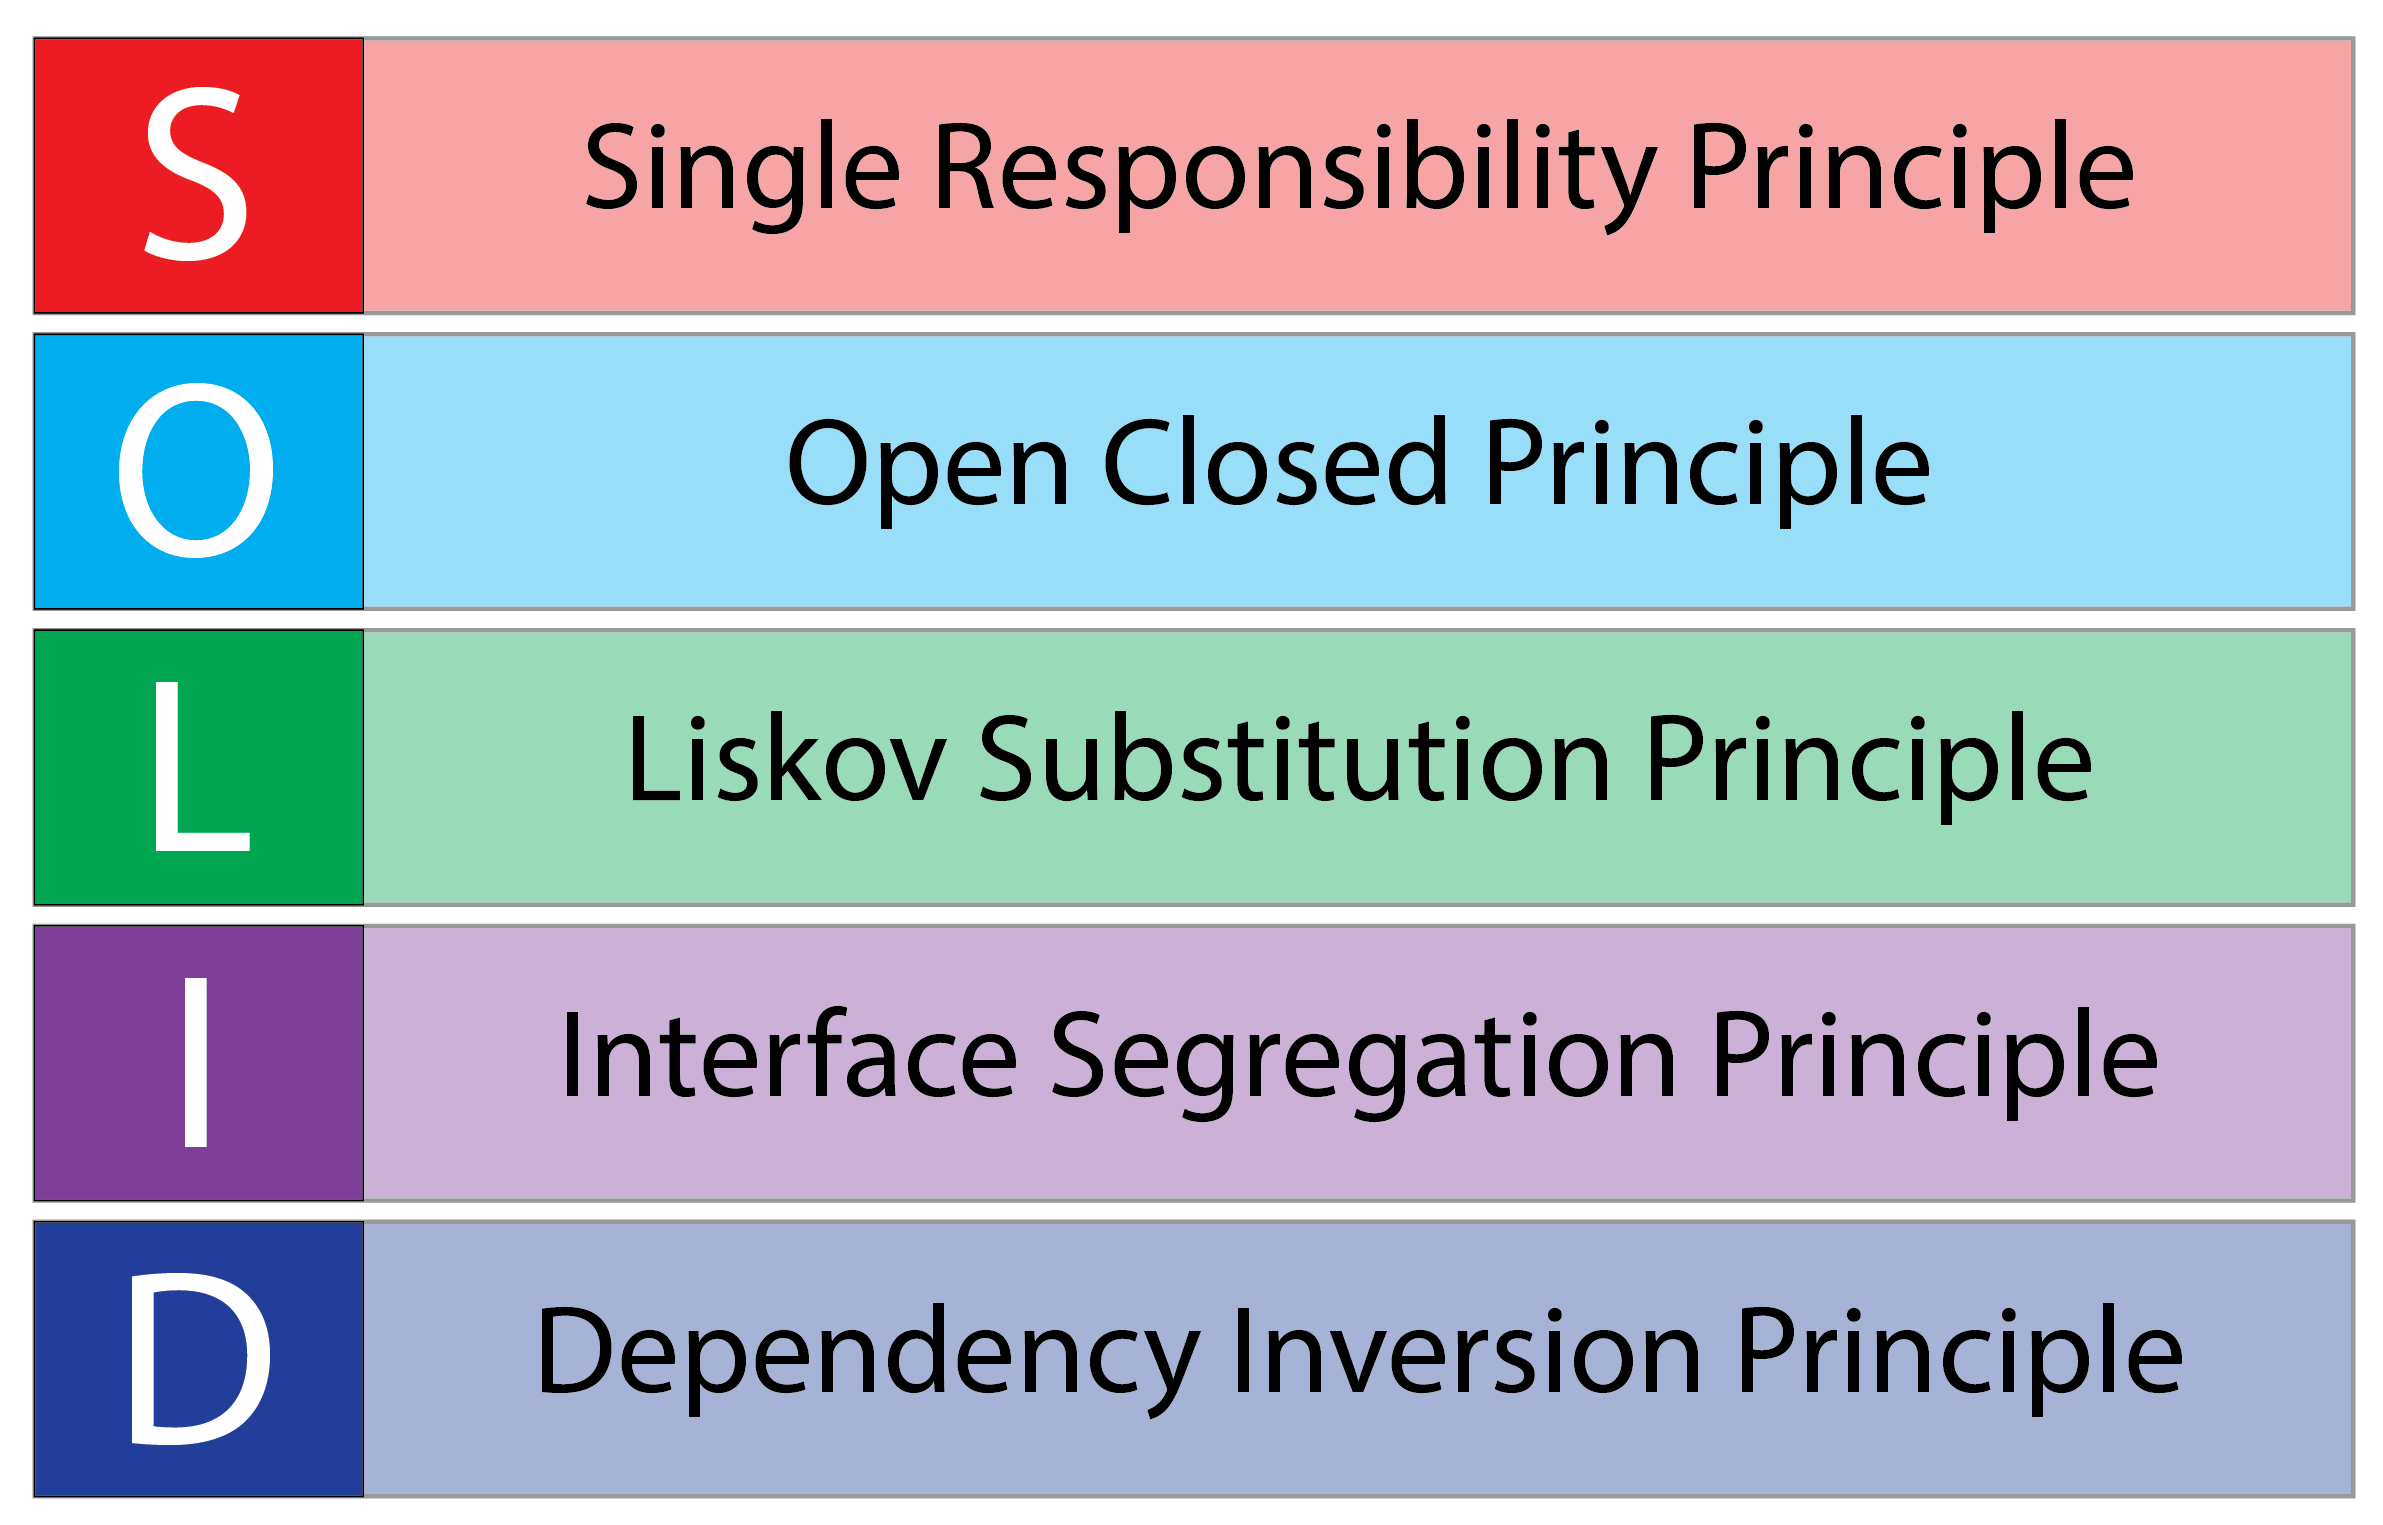 S Single Responsibility Principle
O Open Closed Principle
L Liskov Substitution Principle
I Interface Segregation Principle
D Dependency Inversion Principle